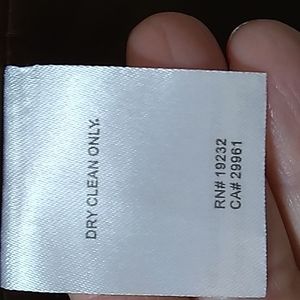 DRY CLEAN ONLY.
RN# 19232
CA# 29961